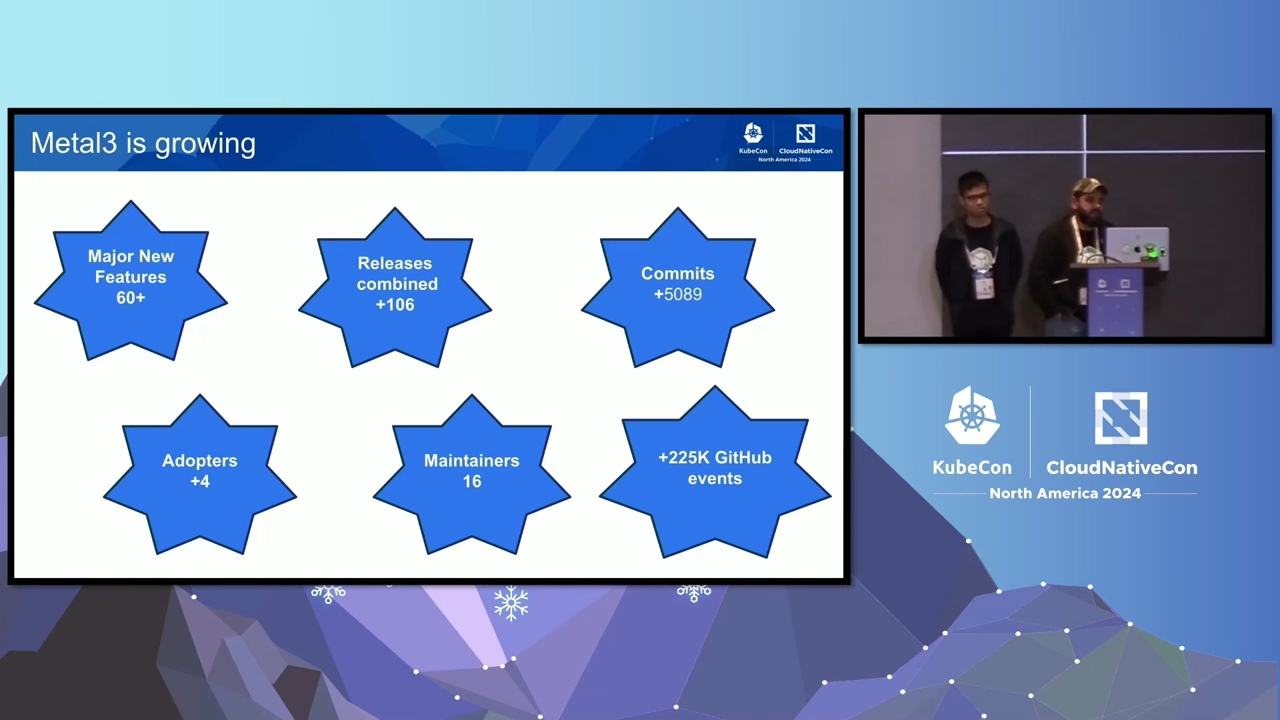 Metal3 is growing
KubeCon
CloudNativeCon
North America 2024
Major New
Features
60+
Releases
combined
+106
Commits
+5089
Adopters
+4
Maintainers
16
+225K GitHub
events
KubeCon
CloudNativeCon
North America 2024